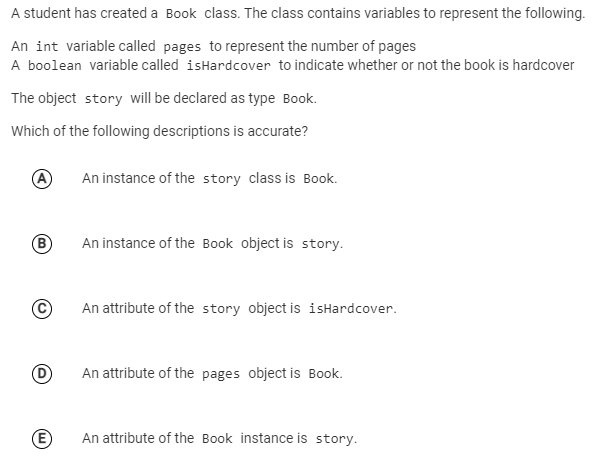 A student has created a Book class. The class contains variables to represent the following.
An int variable called pages to represent the number of pages
A boolean variable called isHardcover to indicate whether or not the book is hardcover
The object story will be declared as type Book.
Which of the following descriptions is accurate?
A An instance of the story class is Book.
B An instance of the Book object is story.
C An attribute of the story object is isHardcover.
D An attribute of the pages object is Book.
E An attribute of the Book instance is story.